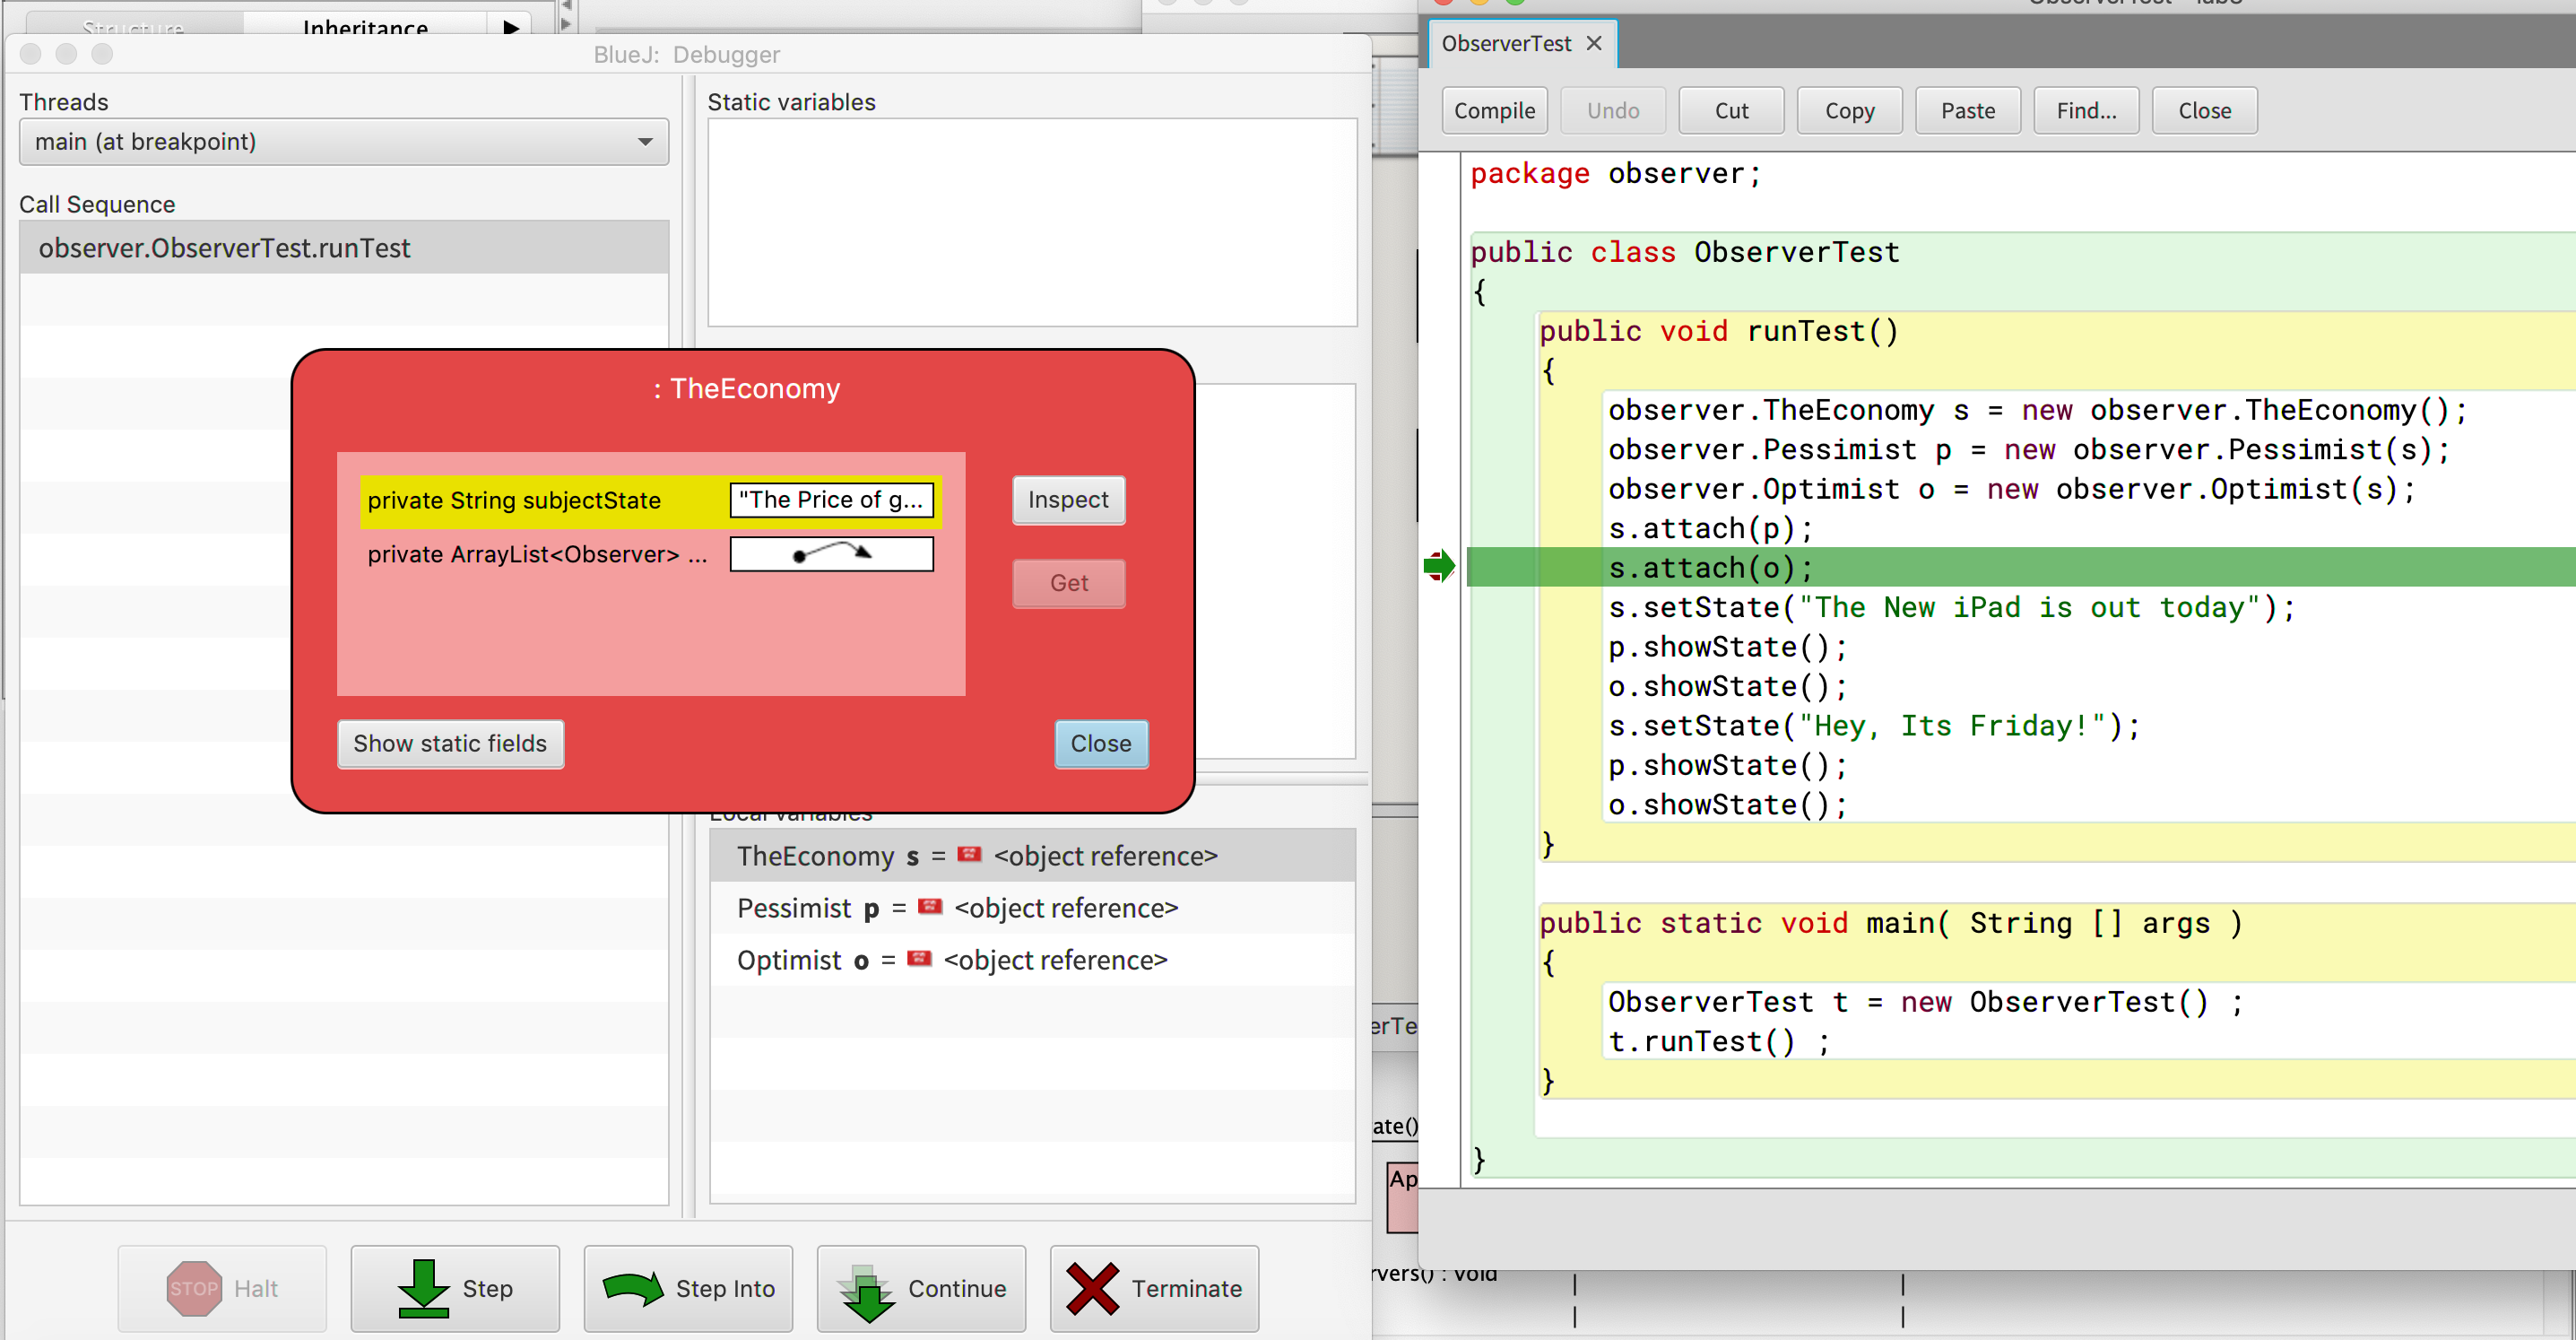 Structure
Inheritance
BlueJ: Debugger
Threads
main (at breakpoint)
Call Sequence
observer.ObserverTest.runTest
Static variables
: TheEconomy
private String subjectState
"The Price of g...
private ArrayList<Observer> ...
Inspect
Get
Show static fields
Close
Local variables
TheEconomy s = <object reference>
Pessimist p = <object reference>
Optimist o = <object reference>
STOP Halt
Step
Step Into
Continue
Terminate
ObserverTest
Compile
Undo
Cut
Copy
Paste
Find...
Close
package observer;
public class ObserverTest
{
public void runTest()
{
observer.TheEconomy s = new observer.TheEconomy();
observer.Pessimist p = new observer.Pessimist(s);
observer.Optimist o = new observer.Optimist(s);
s.attach(p);
s.attach(o);
s.setState("The New iPad is out today");
p.showState();
o.showState();
s.setState("Hey, Its Friday!");
p.showState();
o.showState();
}
public static void main( String [] args )
{
ObserverTest t = new ObserverTest() ;
t.runTest() ;
}
}
erTe
ate()
Ap
rvers() : void